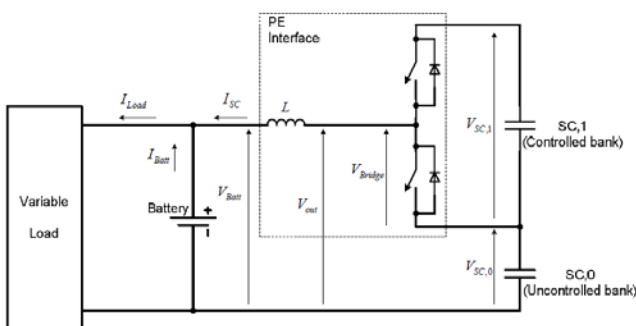 PE
Interface
I_Load
I_SC
L
V_SC,1
SC,1
(Controlled bank)
I_Batt
V_Bridge
Variable
Load
Battery
+
V_Batt
V_out
V_SC,0
SC,0
(Uncontrolled bank)